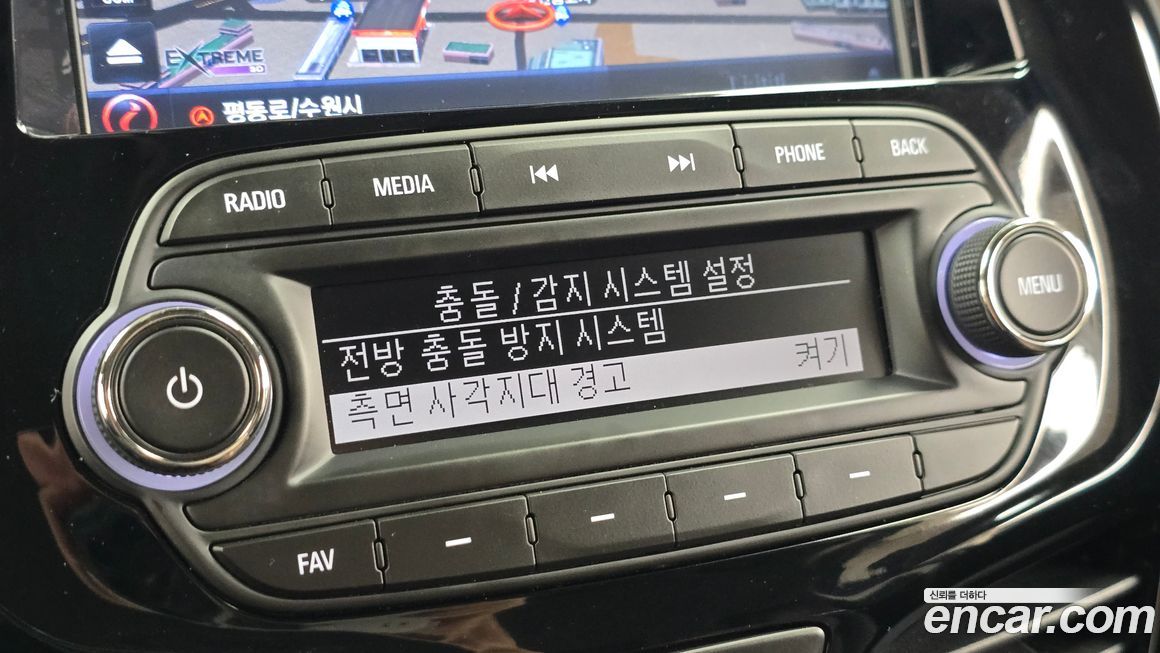 EXTREME
3D
평동로/수원시
RADIO
MEDIA
PHONE
BACK
충돌/감지 시스템 설정
전방 충돌 방지 시스템
측면 사각지대 경고 켜기
MENU
FAV
신뢰를 더하다
encar.com